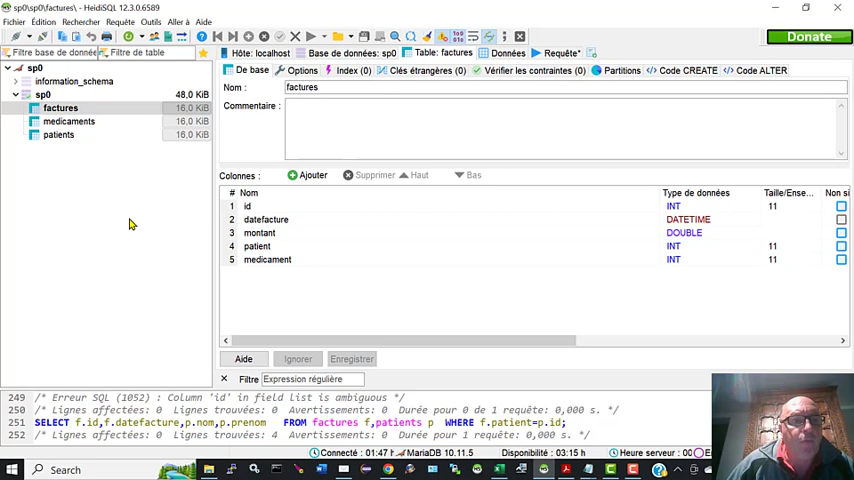 sp0\sp0\factures\ - HeidiSQL 12.3.0.6589
Fichier Édition Rechercher Requête Outils Aller à Aide
Donate
Filtre base de donnée Filtre de table
Hôte: localhost Base de données: sp0 Table: factures Données Requête*
sp0
information_schema
sp0 48,0 KiB
factures 16,0 KiB
medicaments 16,0 KiB
patients 16,0 KiB
De base Options Index (0) Clés étrangères (0) Vérifier les contraintes (0) Partitions Code CREATE Code ALTER
Nom : factures
Commentaire :
Colonnes : Ajouter Supprimer Haut Bas
# Nom Type de données Taille/Ense... Non si
1 id INT 11
2 datefacture DATETIME
3 montant DOUBLE
4 patient INT 11
5 medicament INT 11
Aide Ignorer Enregistrer
Filtre Expression régulière
249 /* Erreur SQL (1052) : Column 'id' in field list is ambiguous */
250 /* Lignes affectées: 0 Lignes trouvées: 0 Avertissements: 0 Durée pour 0 de 1 requête: 0,000 s. */
251 SELECT f.id,f.datefacture,p.nom,p.prenom FROM factures f,patients p WHERE f.patient=p.id;
252 /* Lignes affectées: 0 Lignes trouvées: 4 Avertissements: 0 Durée pour 1 requête: 0,000 s. */
Connecté : 01:47 h MariaDB 10.11.5 Disponibilité : 03:15 h Heure serveur : 00
Search